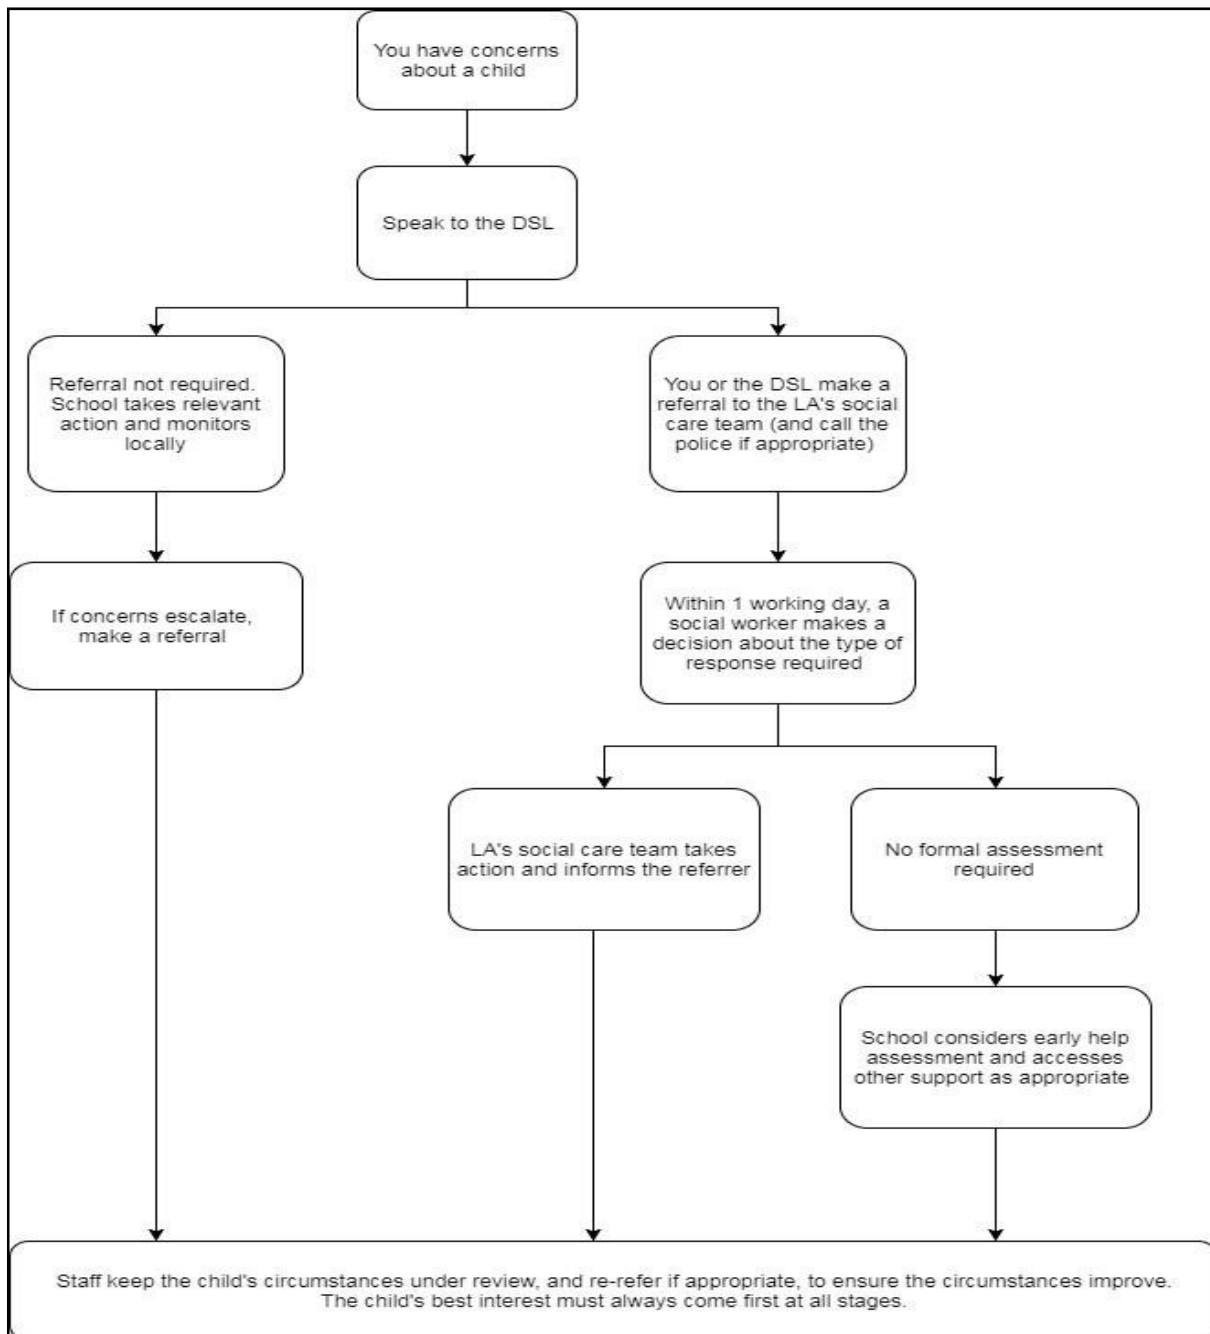 You have concerns
about a child
Speak to the DSL
Referral not required.
School takes relevant
action and monitors
locally
You or the DSL make a
referral to the LA's social
care team (and call the
police if appropriate)
If concerns escalate,
make a referral
Within 1 working day, a
social worker makes a
decision about the type of
response required
LA's social care team takes
action and informs the referrer
No formal assessment
required
School considers early help
assessment and accesses
other support as appropriate
Staff keep the child's circumstances under review, and re-refer if appropriate, to ensure the circumstances improve.
The child's best interest must always come first at all stages.